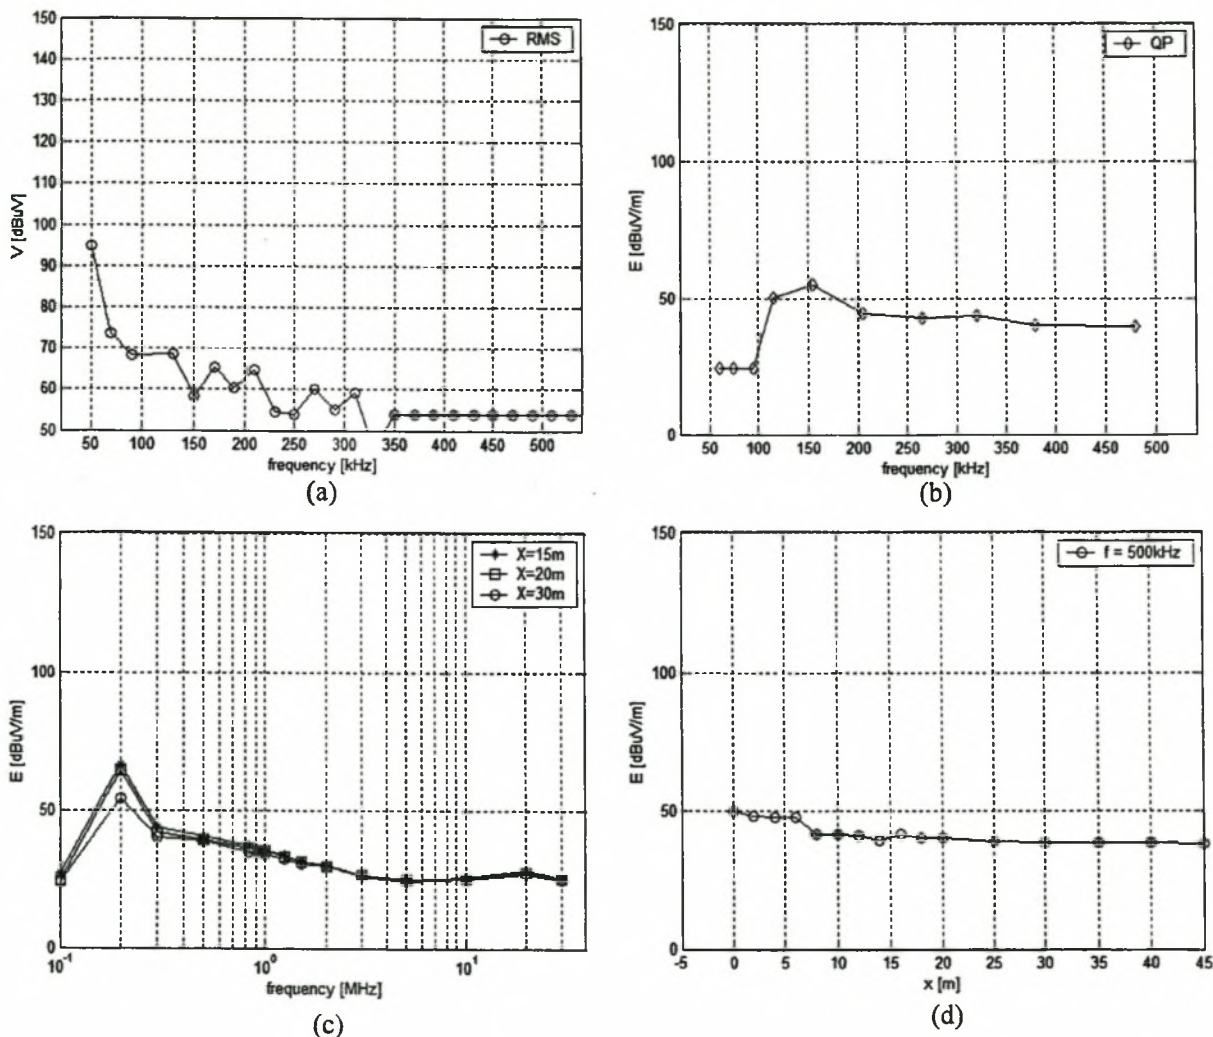 150
140
130
120
110
100
90
80
70
60
50
V [dBuV]
RMS
50 100 150 200 250 300 350 400 450 500
frequency [kHz]
(a)
150
100
50
0
E [dBuV/m]
QP
50 100 150 200 250 300 350 400 450 500
frequency [kHz]
(b)
150
100
50
0
E [dBuV/m]
X=15m
X=20m
X=30m
10⁻¹ 10⁰ 10¹
frequency [MHz]
(c)
150
100
50
0
E [dBuV/m]
f = 500kHz
-5 0 5 10 15 20 25 30 35 40 45
x [m]
(d)